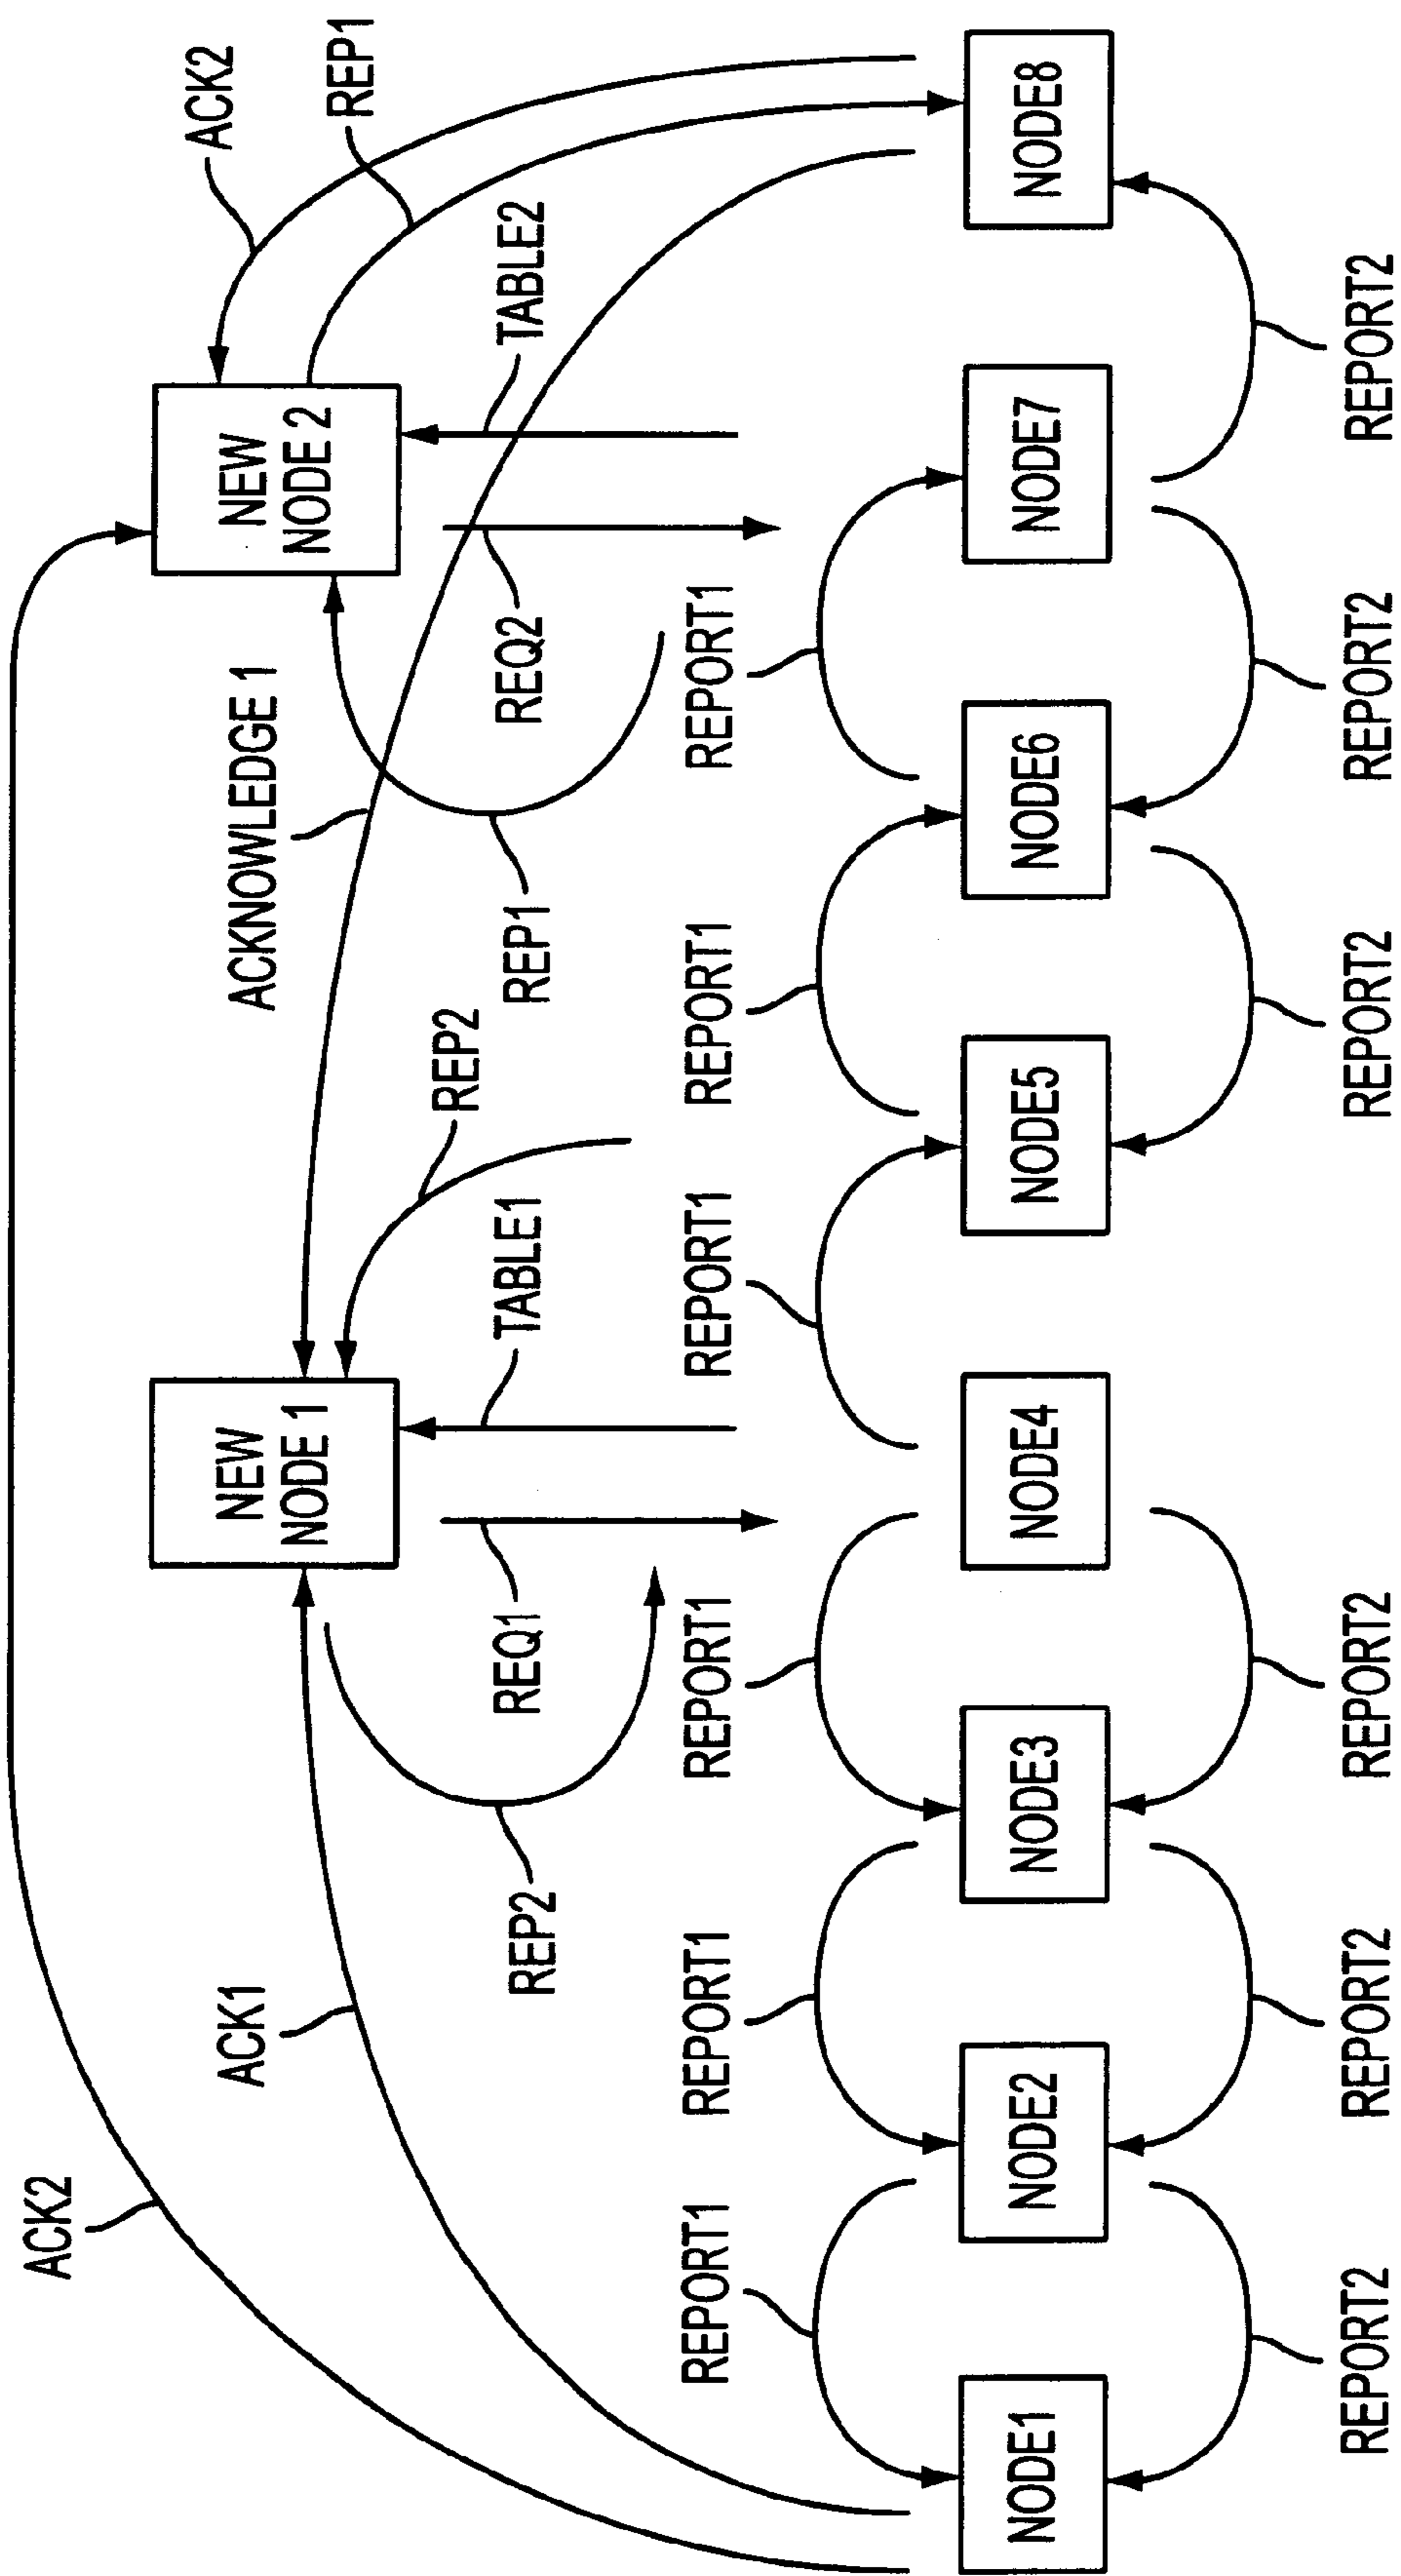 ACK2
ACK2
REP1
ACK1
ACKNOWLEDGE 1
NEW
NODE 1
NEW
NODE 2
REP2
REP2
REQ1
TABLE1
REP1
REQ2
TABLE2
REPORT1
REPORT1
REPORT1
REPORT1
REPORT1
REPORT1
NODE1
NODE2
NODE3
NODE4
NODE5
NODE6
NODE7
NODE8
REPORT2
REPORT2
REPORT2
REPORT2
REPORT2
REPORT2